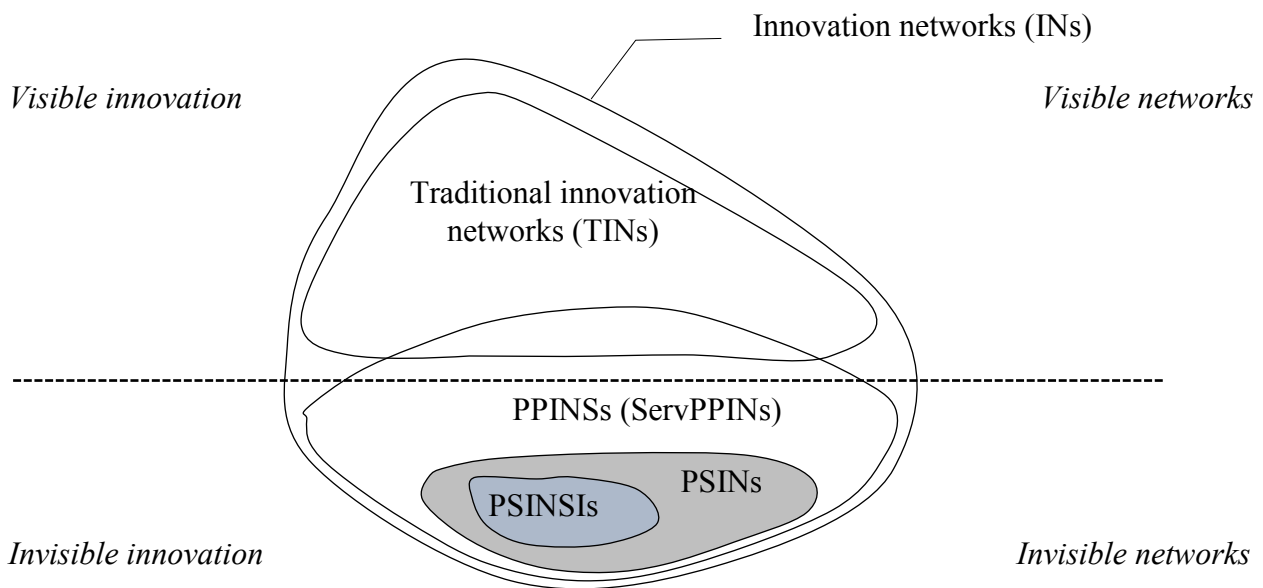 Innovation networks (INs)
Visible innovation
Visible networks
Traditional innovation
networks (TINs)
PPINSs (ServPPINs)
PSINs
PSINSIs
Invisible innovation
Invisible networks